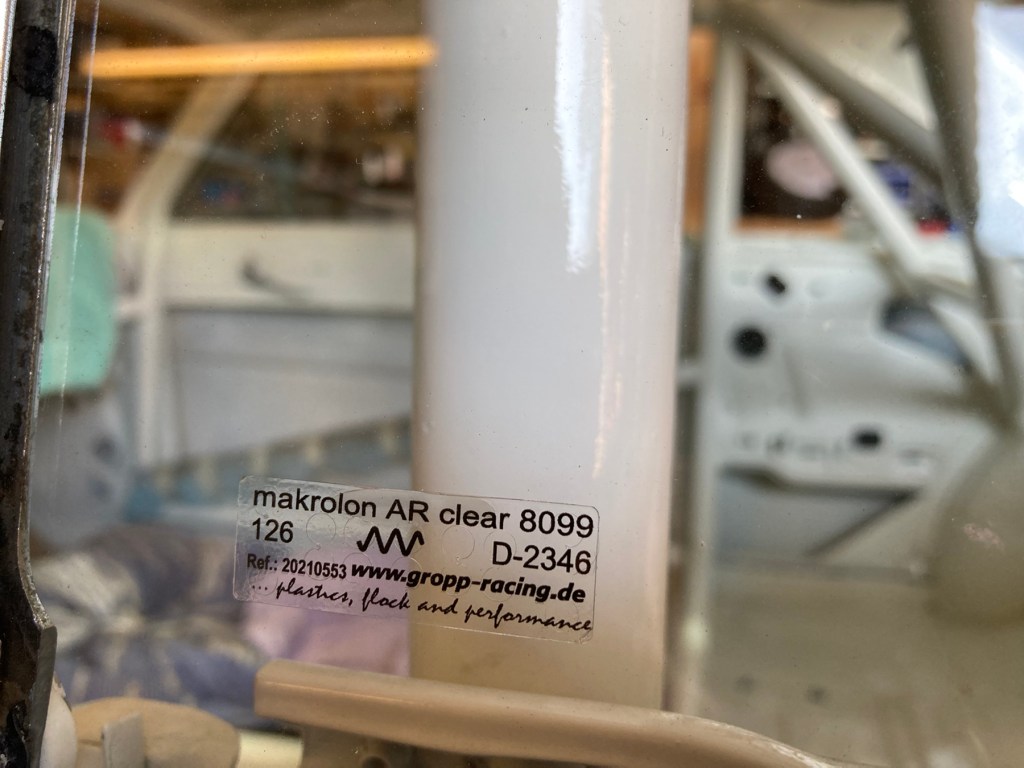 makrolon AR clear 8099
126 D-2346
Ref.: 20210553 www.gropp-racing.de
... plastics, flock and performance